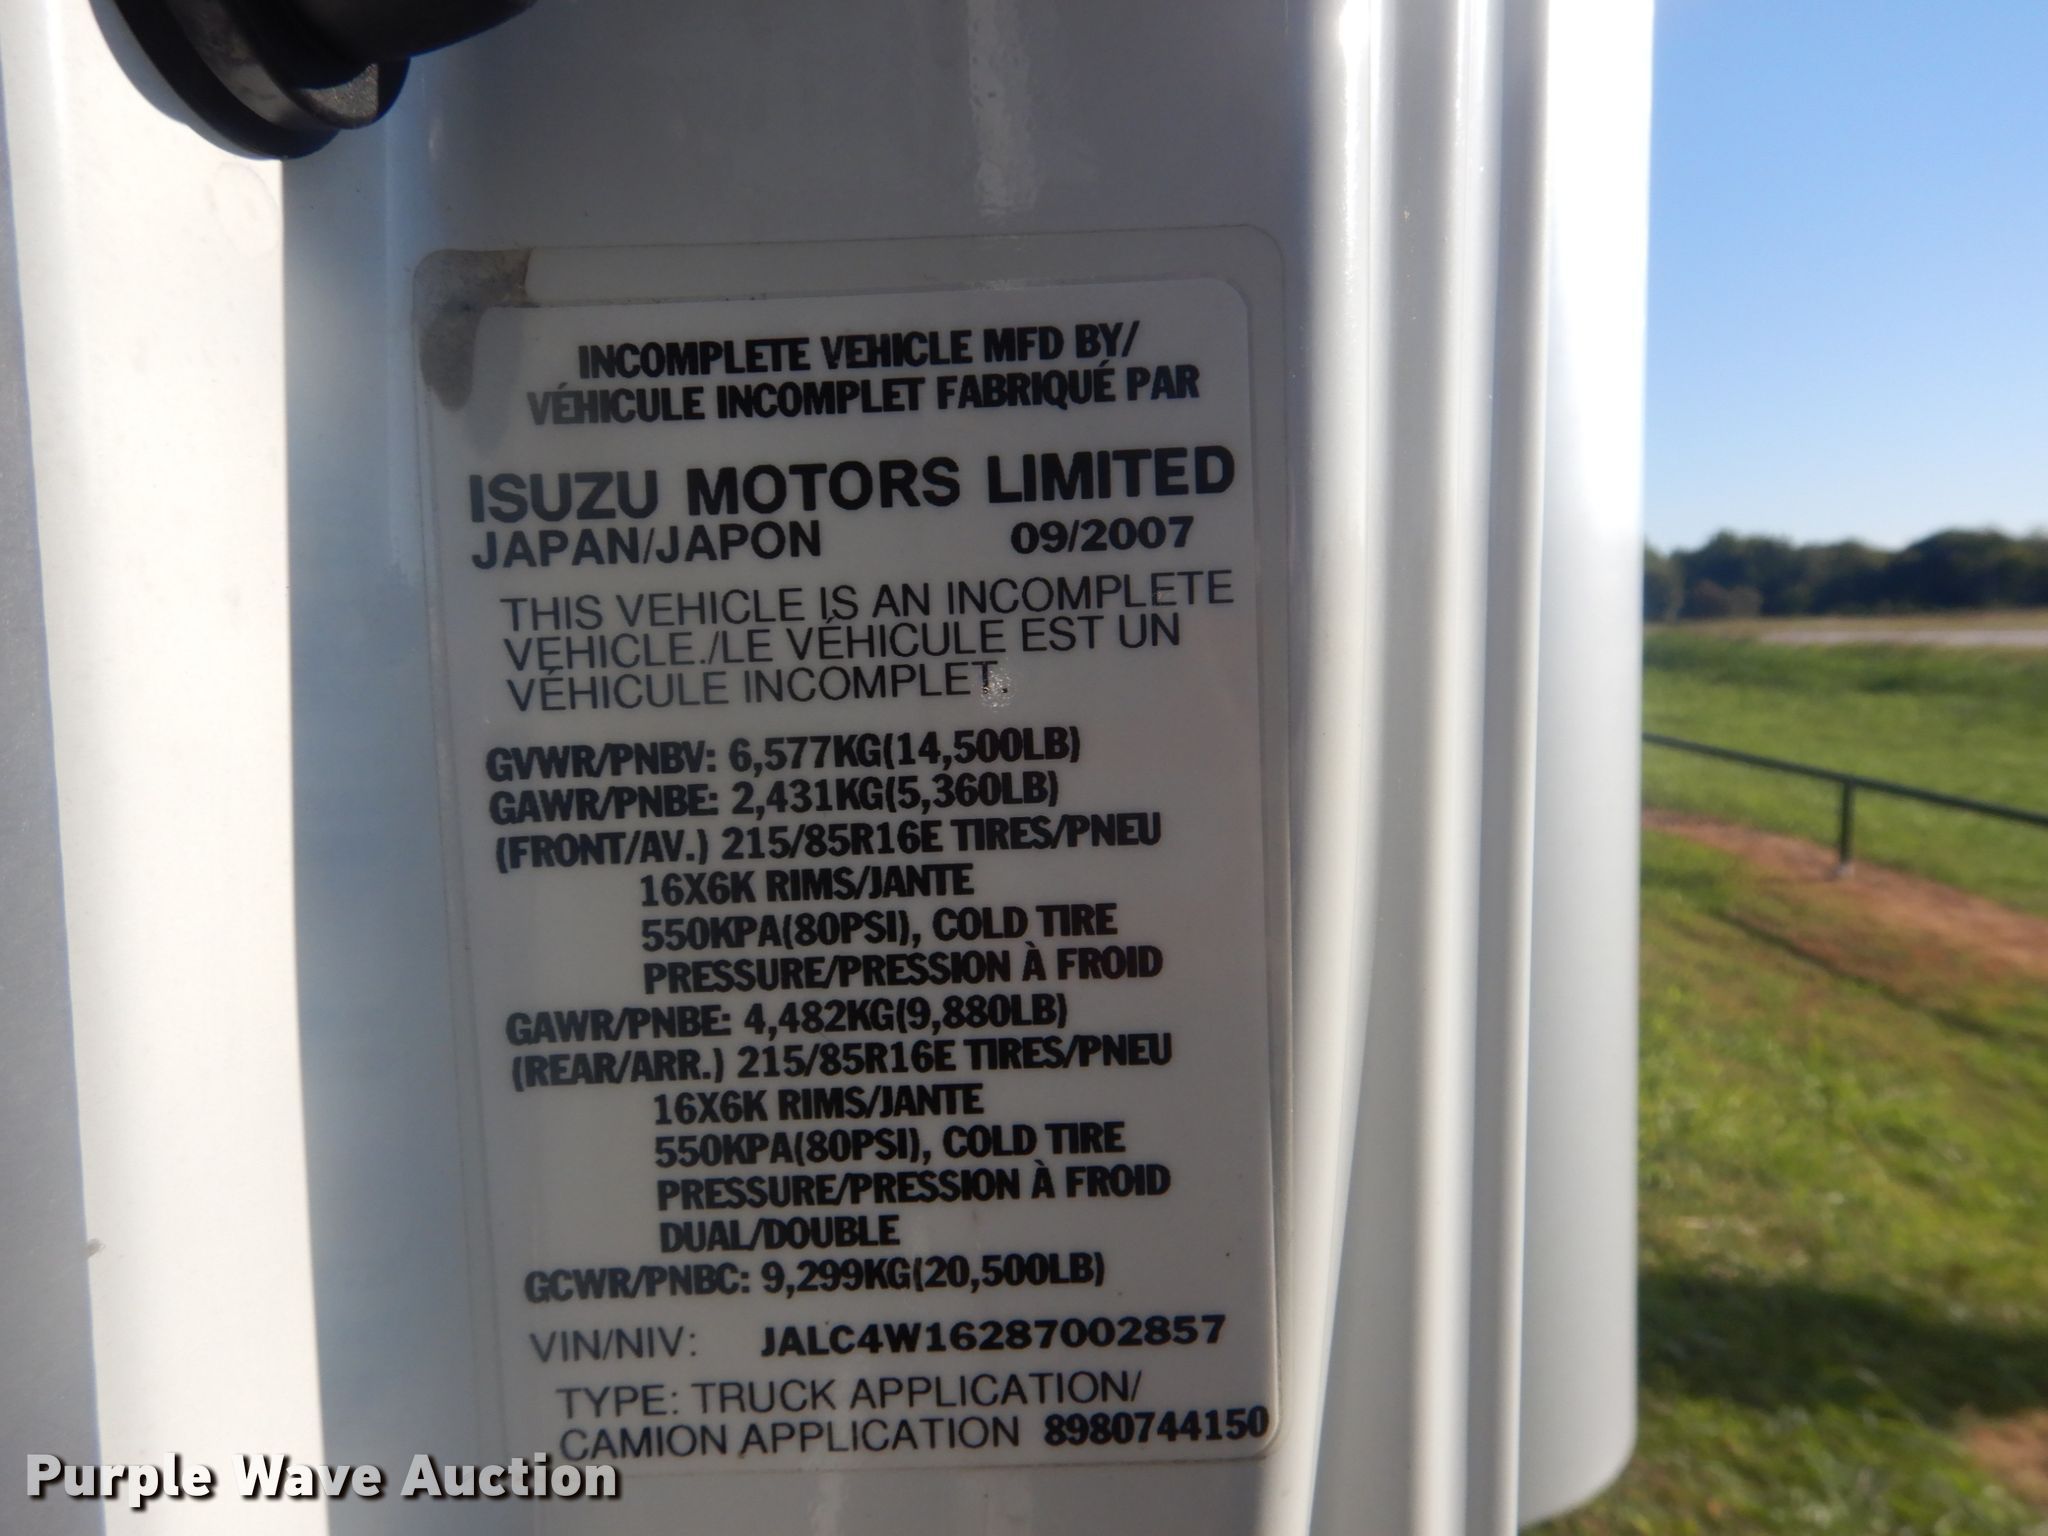 INCOMPLETE VEHICLE MFD BY/
VÉHICULE INCOMPLET FABRIQUÉ PAR
ISUZU MOTORS LIMITED
JAPAN/JAPON 09/2007
THIS VEHICLE IS AN INCOMPLETE
VEHICLE./LE VÉHICULE EST UN
VÉHICULE INCOMPLET.
GVWR/PNBV: 6,577KG(14,500LB)
GAWR/PNBE: 2,431KG(5,360LB)
(FRONT/AV.) 215/85R16E TIRES/PNEU
16X6K RIMS/JANTE
550KPA(80PSI), COLD TIRE
PRESSURE/PRESSION À FROID
GAWR/PNBE: 4,482KG(9,880LB)
(REAR/ARR.) 215/85R16E TIRES/PNEU
16X6K RIMS/JANTE
550KPA(80PSI), COLD TIRE
PRESSURE/PRESSION À FROID
DUAL/DOUBLE
GCWR/PNBC: 9,299KG(20,500LB)
VIN/NIV: JALC4W16287002857
TYPE: TRUCK APPLICATION/
CAMION APPLICATION 8980744150
Purple Wave Auction